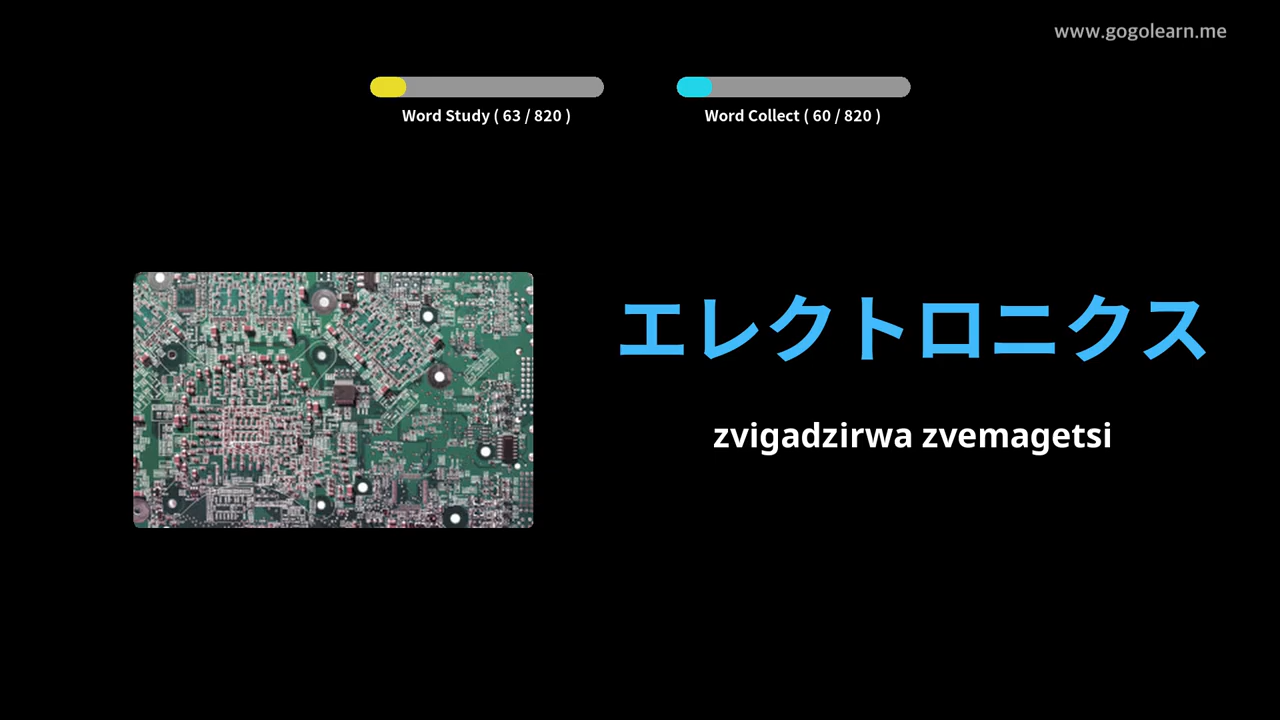 www.gogolearn.me
Word Study ( 63 / 820 )
Word Collect ( 60 / 820 )
エレクトロニクス
zvigadzirwa zvemagetsi